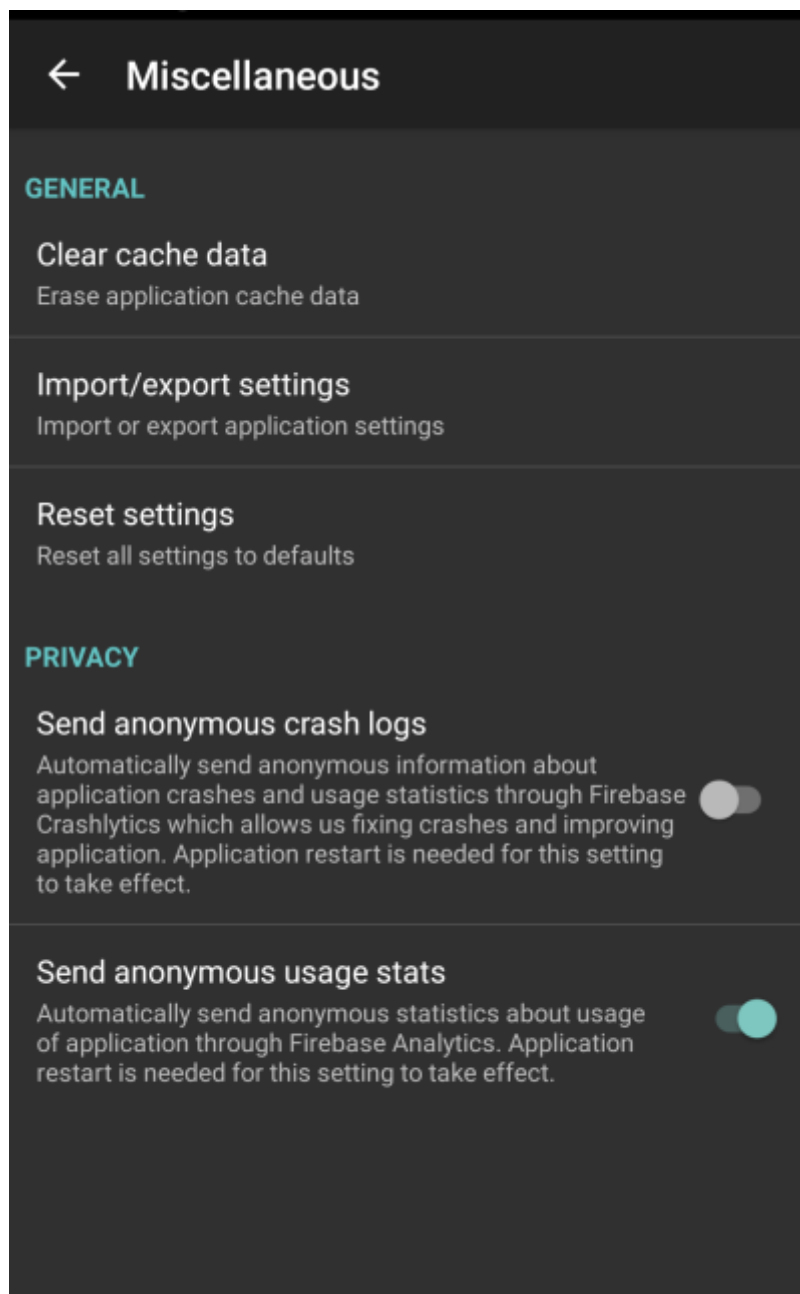 Miscellaneous
GENERAL
Clear cache data
Erase application cache data
Import/export settings
Import or export application settings
Reset settings
Reset all settings to defaults
PRIVACY
Send anonymous crash logs
Automatically send anonymous information about
application crashes and usage statistics through Firebase
Crashlytics which allows us fixing crashes and improving
application. Application restart is needed for this setting
to take effect.
Send anonymous usage stats
Automatically send anonymous statistics about usage
of application through Firebase Analytics. Application
restart is needed for this setting to take effect.